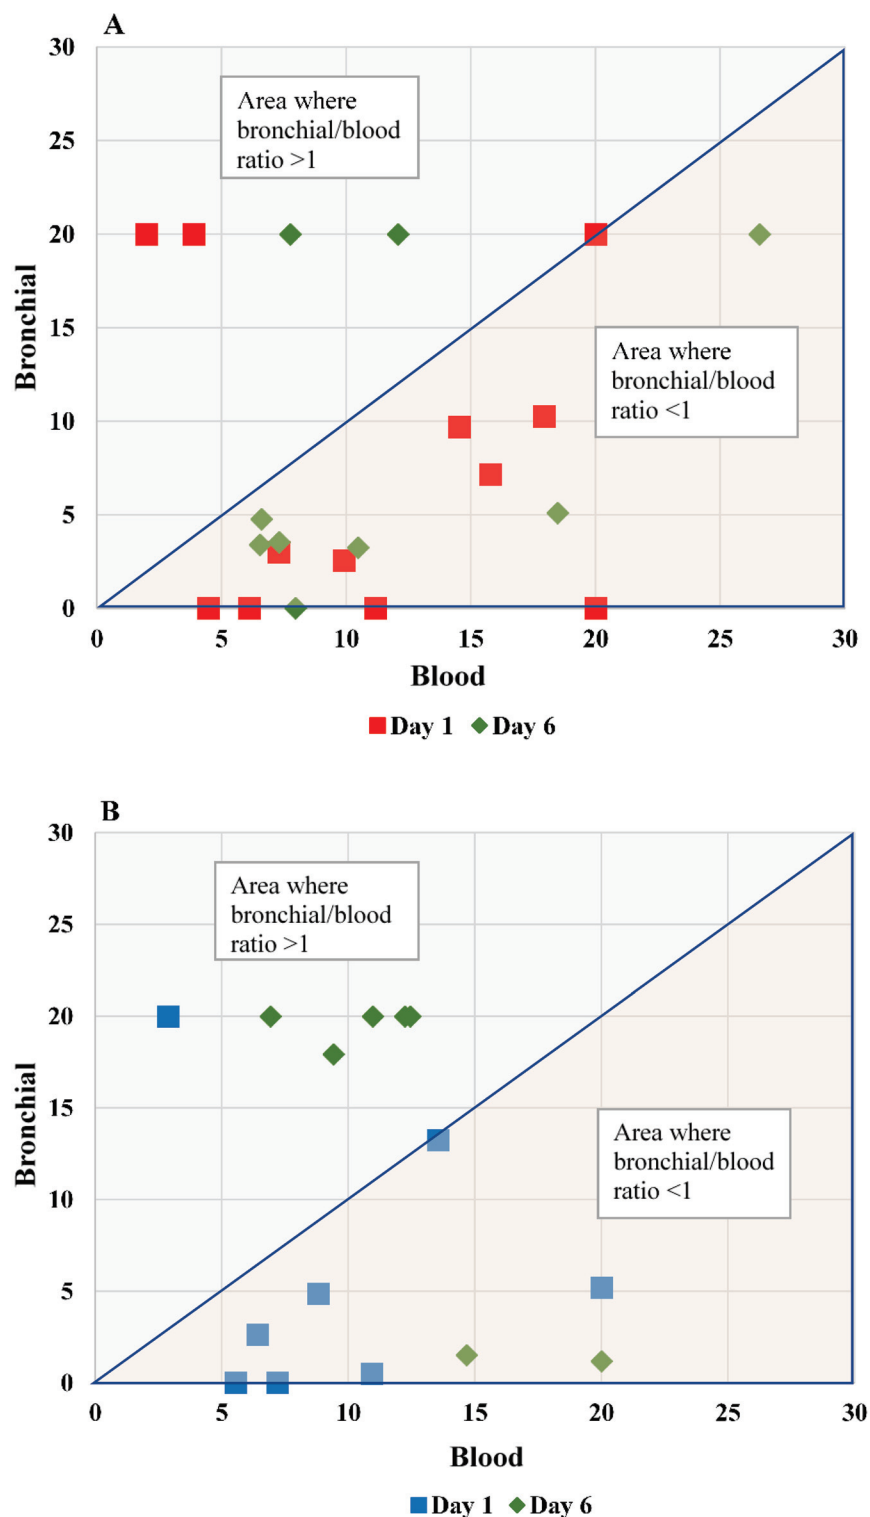 A
30
25
20
15
10
5
0
Bronchial
Area where
bronchial/blood
ratio >1
Area where
bronchial/blood
ratio <1
0 5 10 15 20 25 30
Blood
Day 1 Day 6
B
30
25
20
15
10
5
0
Bronchial
Area where
bronchial/blood
ratio >1
Area where
bronchial/blood
ratio <1
0 5 10 15 20 25 30
Blood
Day 1 Day 6